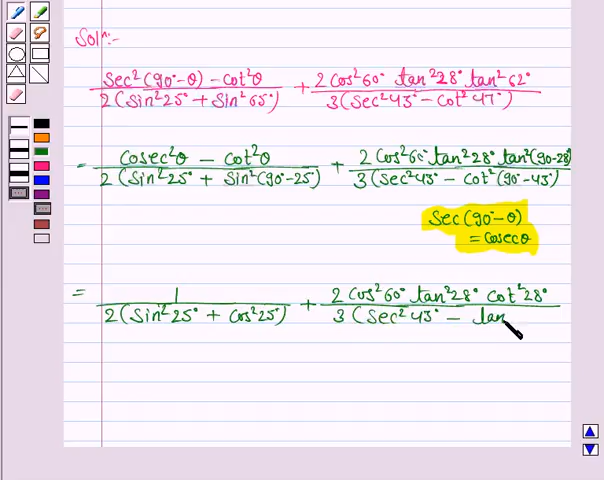 Solⁿ:-
sec²(90°-θ) - cot²θ / 2(sin²25° + sin²65°) + 2cos²60° tan²28° tan²62° / 3(sec²43° - cot²47°)
= cosec²θ - cot²θ / 2(sin²25° + sin²(90°-25°) + 2cos²60° tan²28° tan²(90-28) / 3(sec²43° - cot²(90°-43°)
sec(90°-θ)
= cosecθ
= 1 / 2(sin²25° + cos²25°) + 2cos²60° tan²28° cot²28° / 3(sec²43° - tan